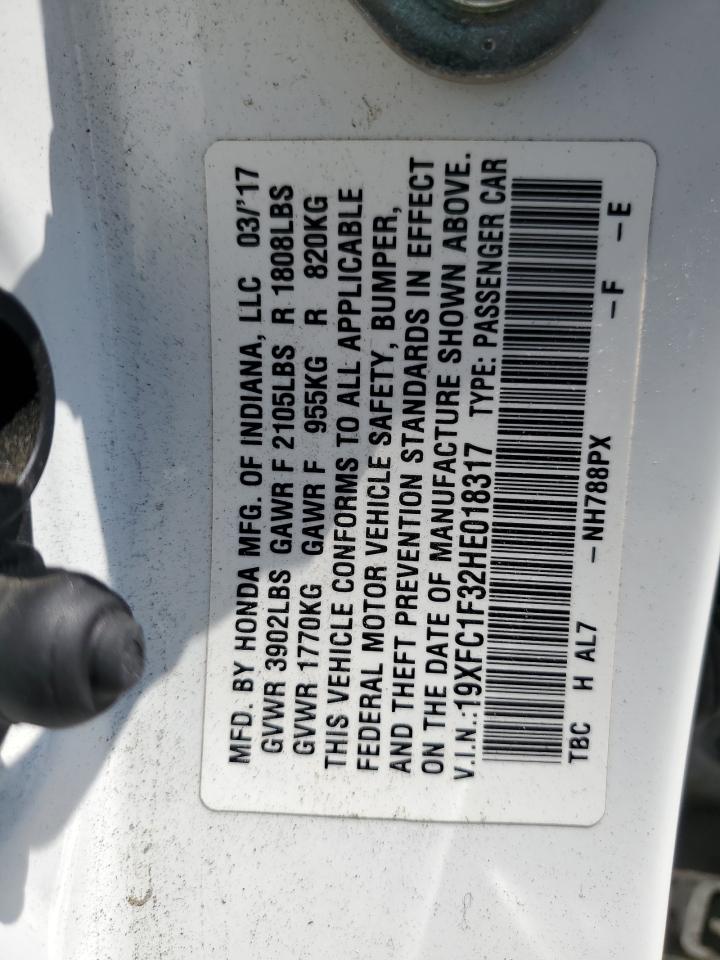 MFD. BY HONDA MFG. OF INDIANA, LLC 03/'17
GVWR 3902LBS GAWR F 2105LBS R 1808LBS
GVWR 1770KG GAWR F 955KG R 820KG
THIS VEHICLE CONFORMS TO ALL APPLICABLE
FEDERAL MOTOR VEHICLE SAFETY, BUMPER,
AND THEFT PREVENTION STANDARDS IN EFFECT
ON THE DATE OF MANUFACTURE SHOWN ABOVE.
V.I.N.:19XFC1F32HE018317 TYPE: PASSENGER CAR
TBC H AL7 -NH788PX -F -E